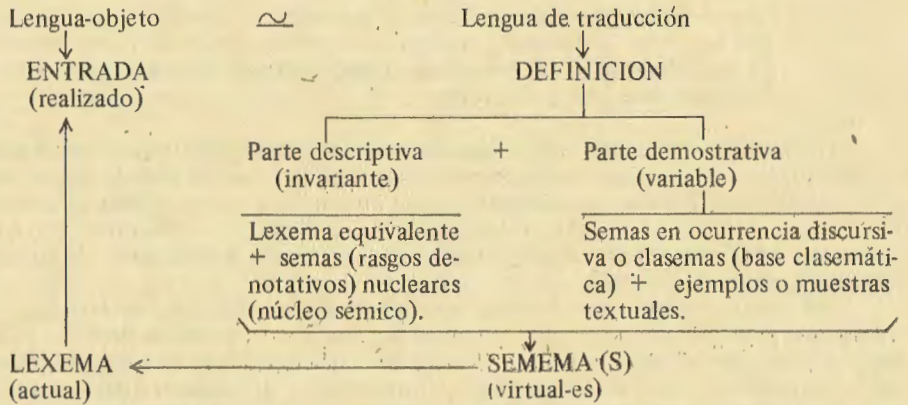 Lengua-objeto ≃ Lengua de traducción
ENTRADA DEFINICION
(realizado)
Parte descriptiva + Parte demostrativa
(invariante) (variable)
Lexema equivalente
+ semas (rasgos de-
notativos) nucleares
(núcleo sémico).
Semas en ocurrencia discursi-
va o clasemas (base clasemáti-
ca) + ejemplos o muestras
textuales.
LEXEMA SEMEMA (S)
(actual) (virtual-es)